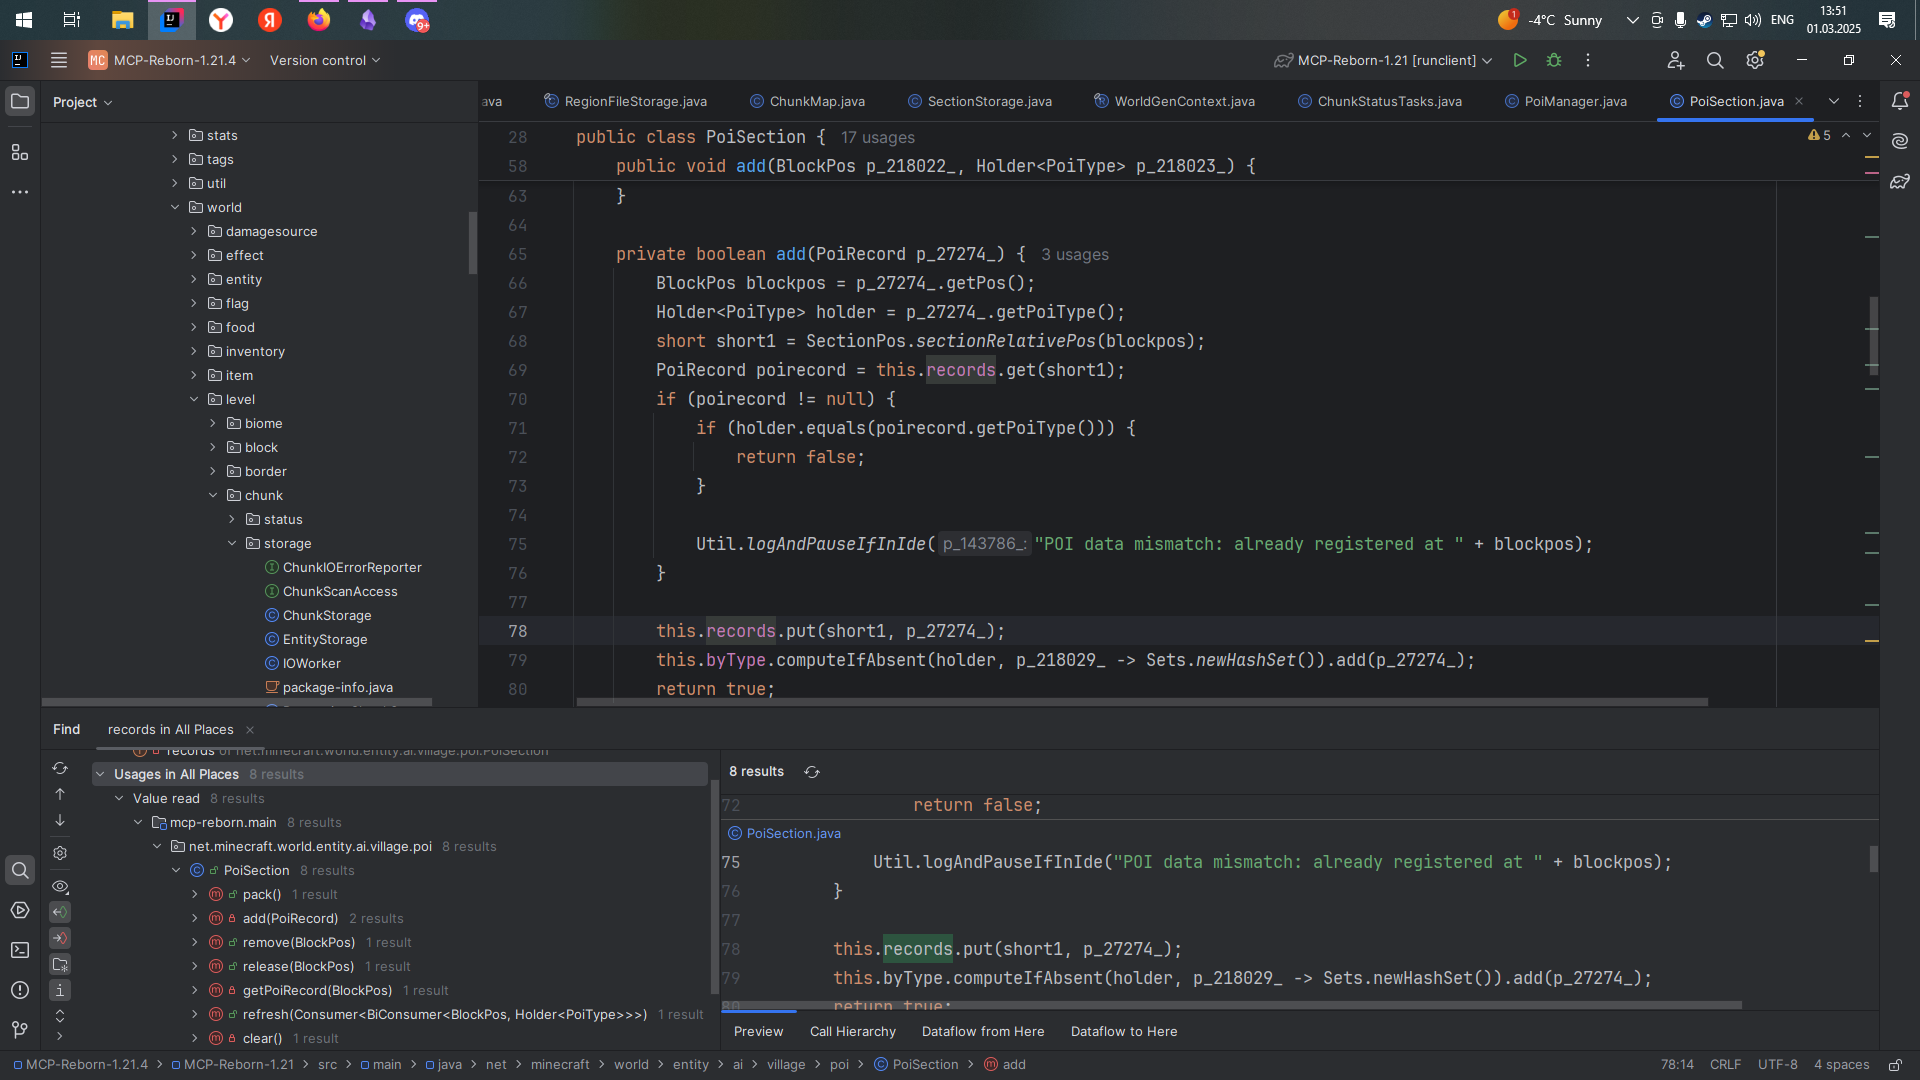 -4°C Sunny
ENG
13:51
01.03.2025
MC MCP-Reborn-1.21.4
Version control
MCP-Reborn-1.21 [runclient]
Project
ava
RegionFileStorage.java
ChunkMap.java
SectionStorage.java
WorldGenContext.java
ChunkStatusTasks.java
PoiManager.java
PoiSection.java
stats
tags
util
world
damagesource
effect
entity
flag
food
inventory
item
level
biome
block
border
chunk
status
storage
ChunkIOErrorReporter
ChunkScanAccess
ChunkStorage
EntityStorage
IOWorker
package-info.java
5
28 public class PoiSection { 17 usages
58 public void add(BlockPos p_218022_, Holder<PoiType> p_218023_) {
63 }
64
65 private boolean add(PoiRecord p_27274_) { 3 usages
66 BlockPos blockpos = p_27274_.getPos();
67 Holder<PoiType> holder = p_27274_.getPoiType();
68 short short1 = SectionPos.sectionRelativePos(blockpos);
69 PoiRecord poirecord = this.records.get(short1);
70 if (poirecord != null) {
71 if (holder.equals(poirecord.getPoiType())) {
72 return false;
73 }
74
75 Util.logAndPauseIfInIde( p_143786_: "POI data mismatch: already registered at " + blockpos);
76 }
77
78 this.records.put(short1, p_27274_);
79 this.byType.computeIfAbsent(holder, p_218029_ -> Sets.newHashSet()).add(p_27274_);
80 return true;
Find
records in All Places
records of net.minecraft.world.entity.ai.village.poi.PoiSection
Usages in All Places 8 results
Value read 8 results
mcp-reborn.main 8 results
net.minecraft.world.entity.ai.village.poi 8 results
PoiSection 8 results
pack() 1 result
add(PoiRecord) 2 results
remove(BlockPos) 1 result
release(BlockPos) 1 result
getPoiRecord(BlockPos) 1 result
refresh(Consumer<BiConsumer<BlockPos, Holder<PoiType>>>) 1 result
clear() 1 result
8 results
72 return false;
PoiSection.java
75 Util.logAndPauseIfInIde("POI data mismatch: already registered at " + blockpos);
76 }
77
78 this.records.put(short1, p_27274_);
79 this.byType.computeIfAbsent(holder, p_218029_ -> Sets.newHashSet()).add(p_27274_);
80 return true;
Preview
Call Hierarchy
Dataflow from Here
Dataflow to Here
MCP-Reborn-1.21.4 > MCP-Reborn-1.21 > src > main > java > net > minecraft > world > entity > ai > village > poi > PoiSection > add
78:14
CRLF
UTF-8
4 spaces